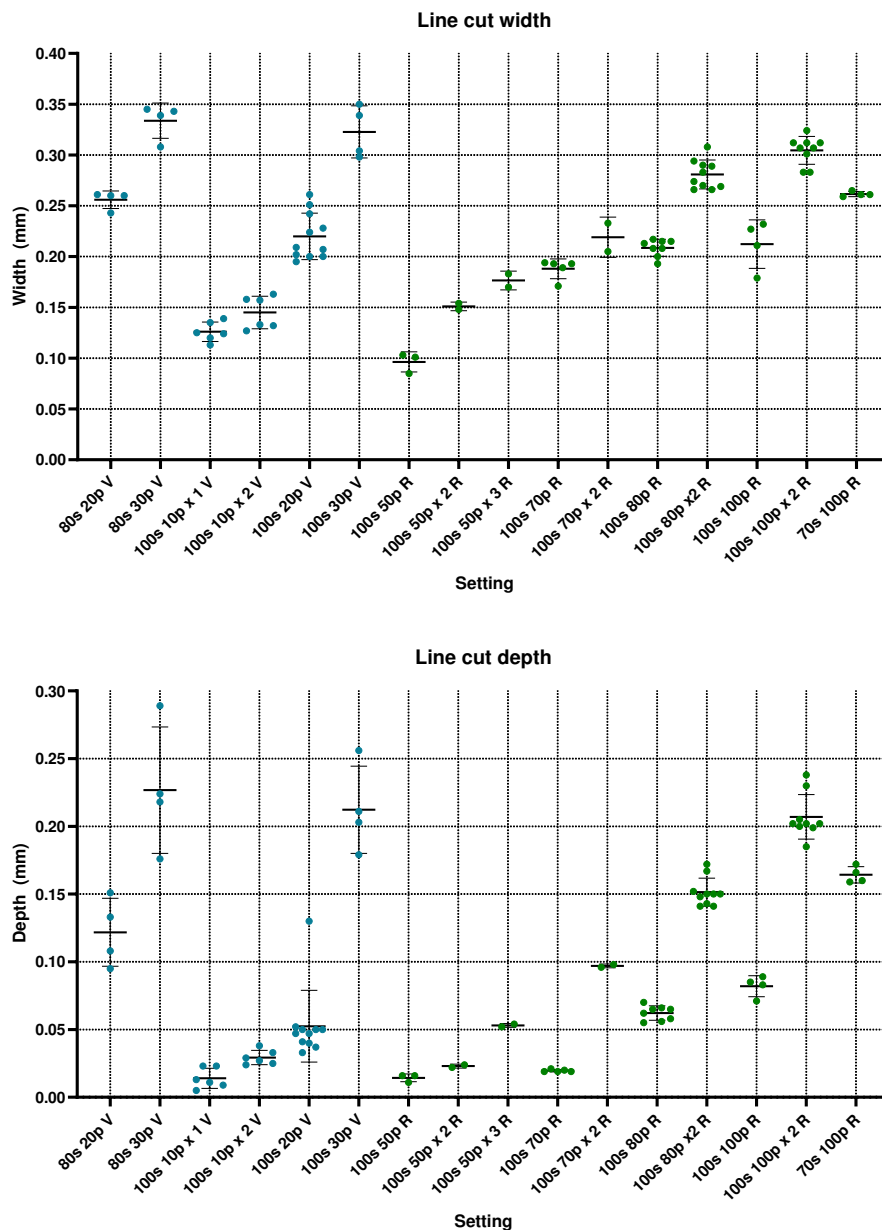 Line cut width
0.40
0.35
0.30
0.25
0.20
0.15
0.10
0.05
0.00
Width (mm)
80s 20p V
80s 30p V
100s 10p x 1 V
100s 10p x 2 V
100s 20p V
100s 30p V
100s 50p R
100s 50p x 2 R
100s 50p x 3 R
100s 70p R
100s 70p x 2 R
100s 80p R
100s 80p x2 R
100s 100p R
100s 100p x 2 R
70s 100p R
Setting
Line cut depth
0.30
0.25
0.20
0.15
0.10
0.05
0.00
Depth (mm)
80s 20p V
80s 30p V
100s 10p x 1 V
100s 10p x 2 V
100s 20p V
100s 30p V
100s 50p R
100s 50p x 2 R
100s 50p x 3 R
100s 70p R
100s 70p x 2 R
100s 80p R
100s 80p x2 R
100s 100p R
100s 100p x 2 R
70s 100p R
Setting